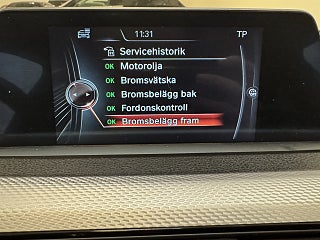 11:31 TP
Servicehistorik
OK Motorolja
OK Bromsvätska
OK Bromsbelägg bak
OK Fordonskontroll
OK Bromsbelägg fram